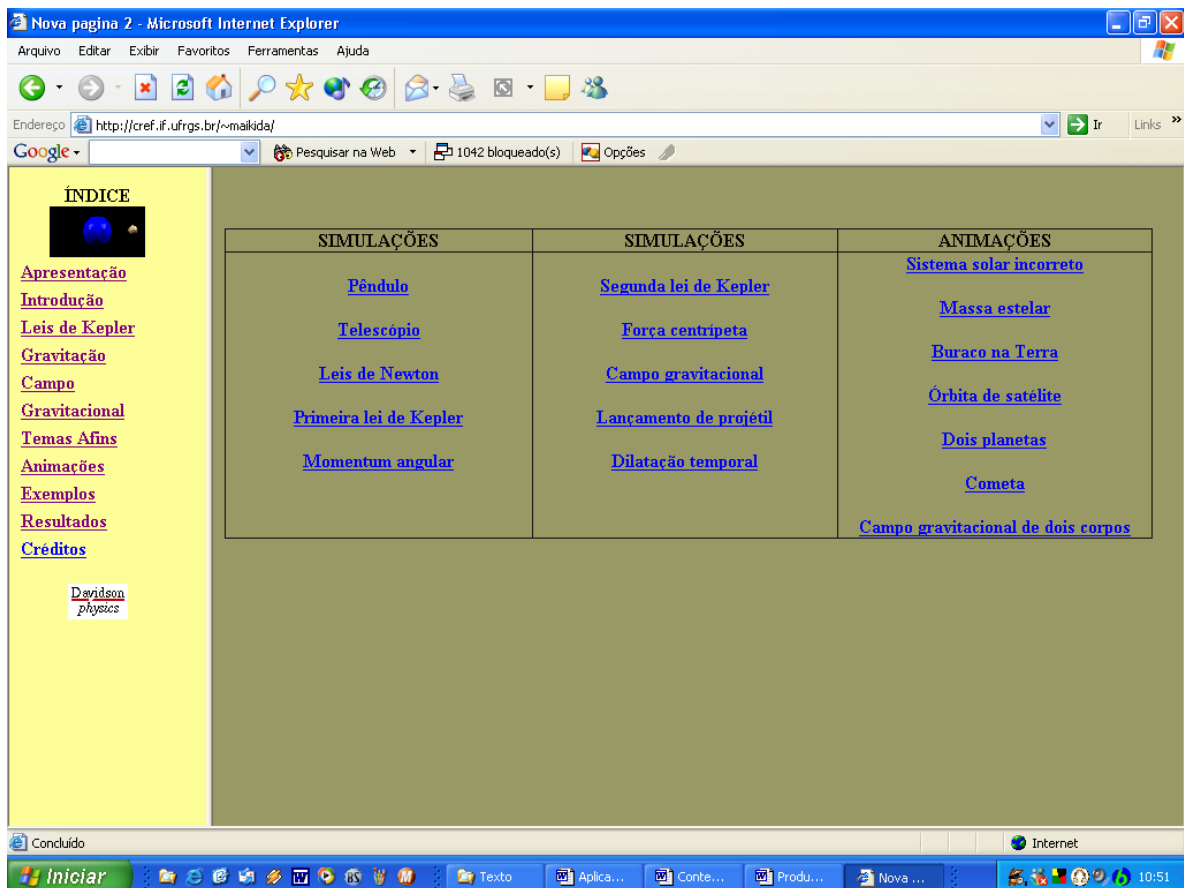 Nova pagina 2 - Microsoft Internet Explorer
Arquivo Editar Exibir Favoritos Ferramentas Ajuda
Endereço http://cref.if.ufrgs.br/~maikida/ Ir Links »
Google Pesquisar na Web 1042 bloqueado(s) Opções
ÍNDICE
Apresentação
Introdução
Leis de Kepler
Gravitação
Campo
Gravitacional
Temas Afins
Animações
Exemplos
Resultados
Créditos
Davidson
physics
SIMULAÇÕES
Pêndulo
Telescópio
Leis de Newton
Primeira lei de Kepler
Momentum angular
SIMULAÇÕES
Segunda lei de Kepler
Força centrípeta
Campo gravitacional
Lançamento de projétil
Dilatação temporal
ANIMAÇÕES
Sistema solar incorreto
Massa estelar
Buraco na Terra
Órbita de satélite
Dois planetas
Cometa
Campo gravitacional de dois corpos
Concluído Internet
Iniciar Texto Aplica... Conte... Produ... Nova ... 10:51